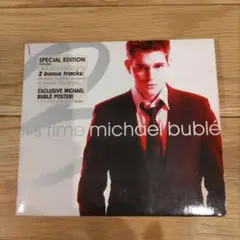 SPECIAL EDITION
2 bonus tracks:
EXCLUSIVE MICHAEL
BUBLÉ POSTER!
it's time michael bublé